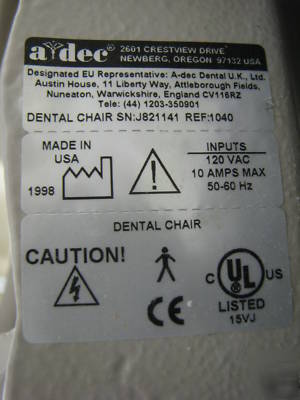 a-dec® 2601 CRESTVIEW DRIVE
NEWBERG, OREGON 97132 USA
Designated EU Representative: A-dec Dental U.K., Ltd.
Austin House, 11 Liberty Way, Attleborough Fields,
Nuneaton, Warwickshire, England CV116RZ
Tel: (44) 1203-350901
DENTAL CHAIR SN:J821141 REF:1040
MADE IN
USA
1998
INPUTS
120 VAC
10 AMPS MAX
50-60 Hz
DENTAL CHAIR
CAUTION!
CE
C UL® US
LISTED
15VJ